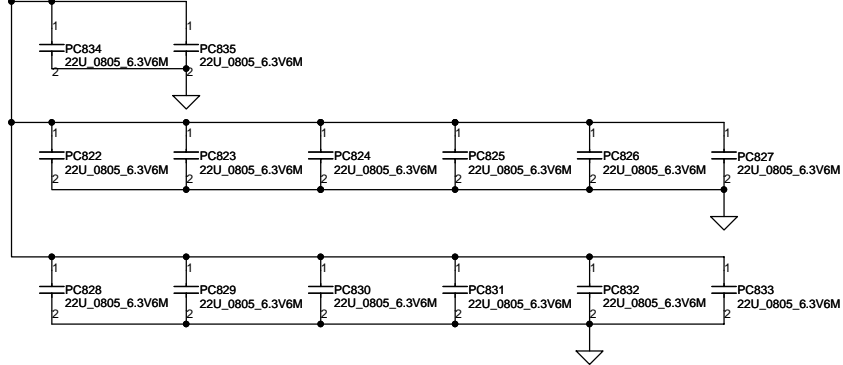 1 1
PC834 PC835
22U_0805_6.3V6M 22U_0805_6.3V6M
2 2
1 1 1 1 1 1
PC822 PC823 PC824 PC825 PC826 PC827
22U_0805_6.3V6M 22U_0805_6.3V6M 22U_0805_6.3V6M 22U_0805_6.3V6M 22U_0805_6.3V6M 22U_0805_6.3V6M
2 2 2 2 2 2
1 1 1 1 1 1
PC828 PC829 PC830 PC831 PC832 PC833
22U_0805_6.3V6M 22U_0805_6.3V6M 22U_0805_6.3V6M 22U_0805_6.3V6M 22U_0805_6.3V6M 22U_0805_6.3V6M
2 2 2 2 2 2